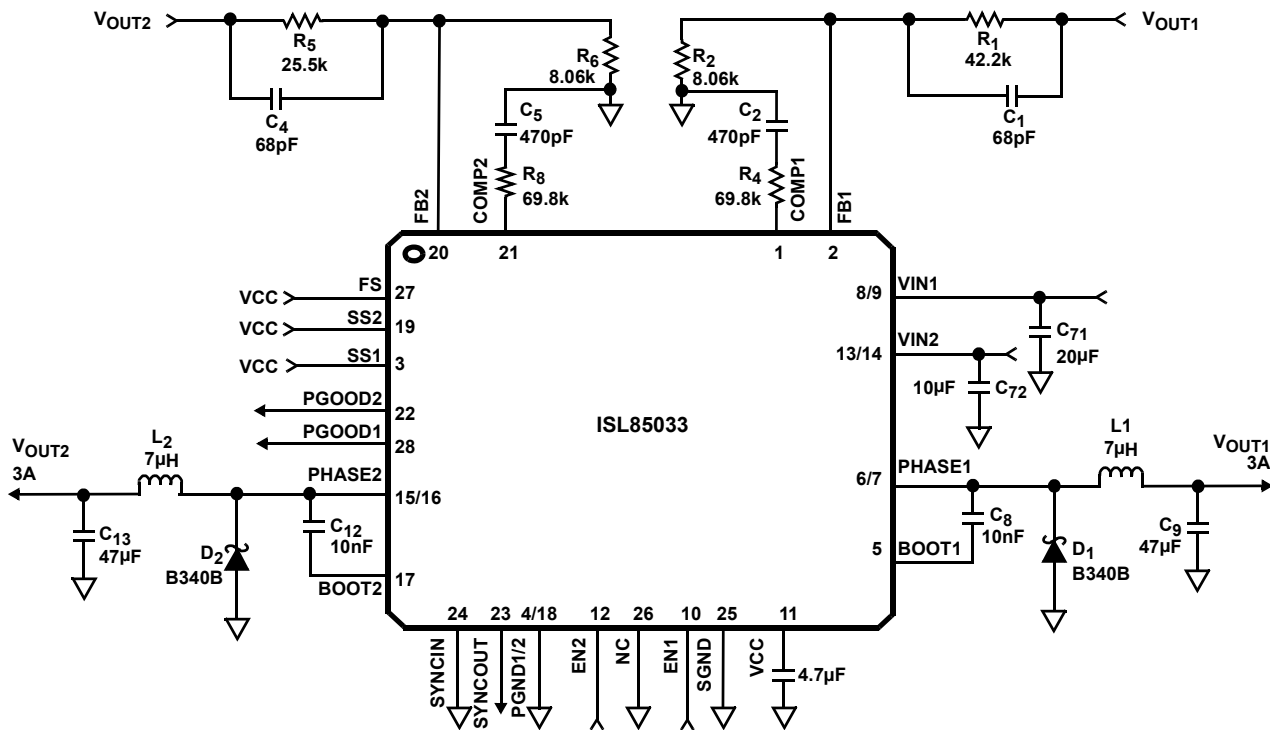 VOUT2
R5
25.5k
C4
68pF
R6
8.06k
C5
470pF
R8
69.8k
COMP2
FB2
R2
8.06k
C2
470pF
R4
69.8k
COMP1
FB1
R1
42.2k
C1
68pF
VOUT1
20
21
1
2
VCC
FS
27
VCC
SS2
19
VCC
SS1
3
PGOOD2
22
PGOOD1
28
VOUT2
3A
L2
7µH
PHASE2
15/16
C13
47µF
D2
B340B
C12
10nF
BOOT2
17
ISL85033
8/9
VIN1
C71
20µF
13/14
VIN2
10µF
C72
6/7
PHASE1
L1
7µH
VOUT1
3A
C8
10nF
5
BOOT1
D1
B340B
C9
47µF
24
23
4/18
12
26
10
25
11
SYNCIN
SYNCOUT
PGND1/2
EN2
NC
EN1
SGND
VCC
4.7µF